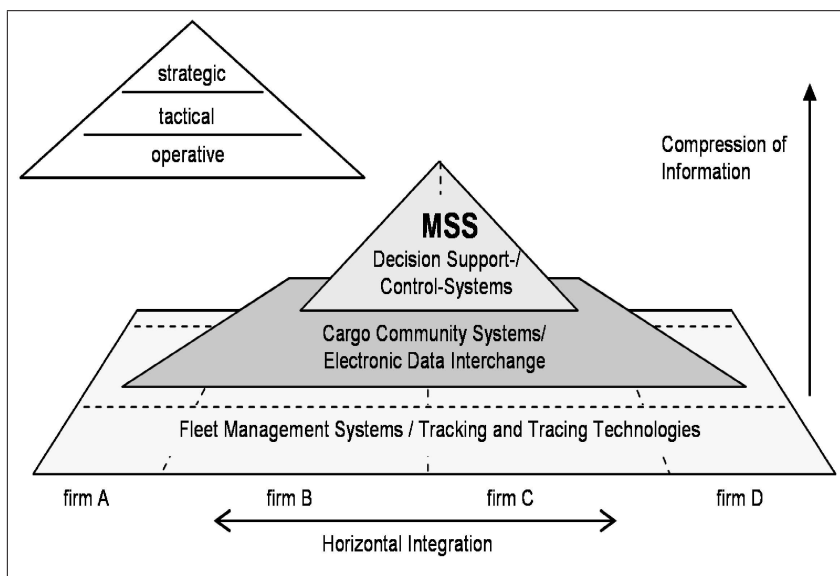 strategic
tactical
operative
Compression of
Information
MSS
Decision Support-/
Control-Systems
Cargo Community Systems/
Electronic Data Interchange
Fleet Management Systems / Tracking and Tracing Technologies
firm A firm B firm C firm D
Horizontal Integration